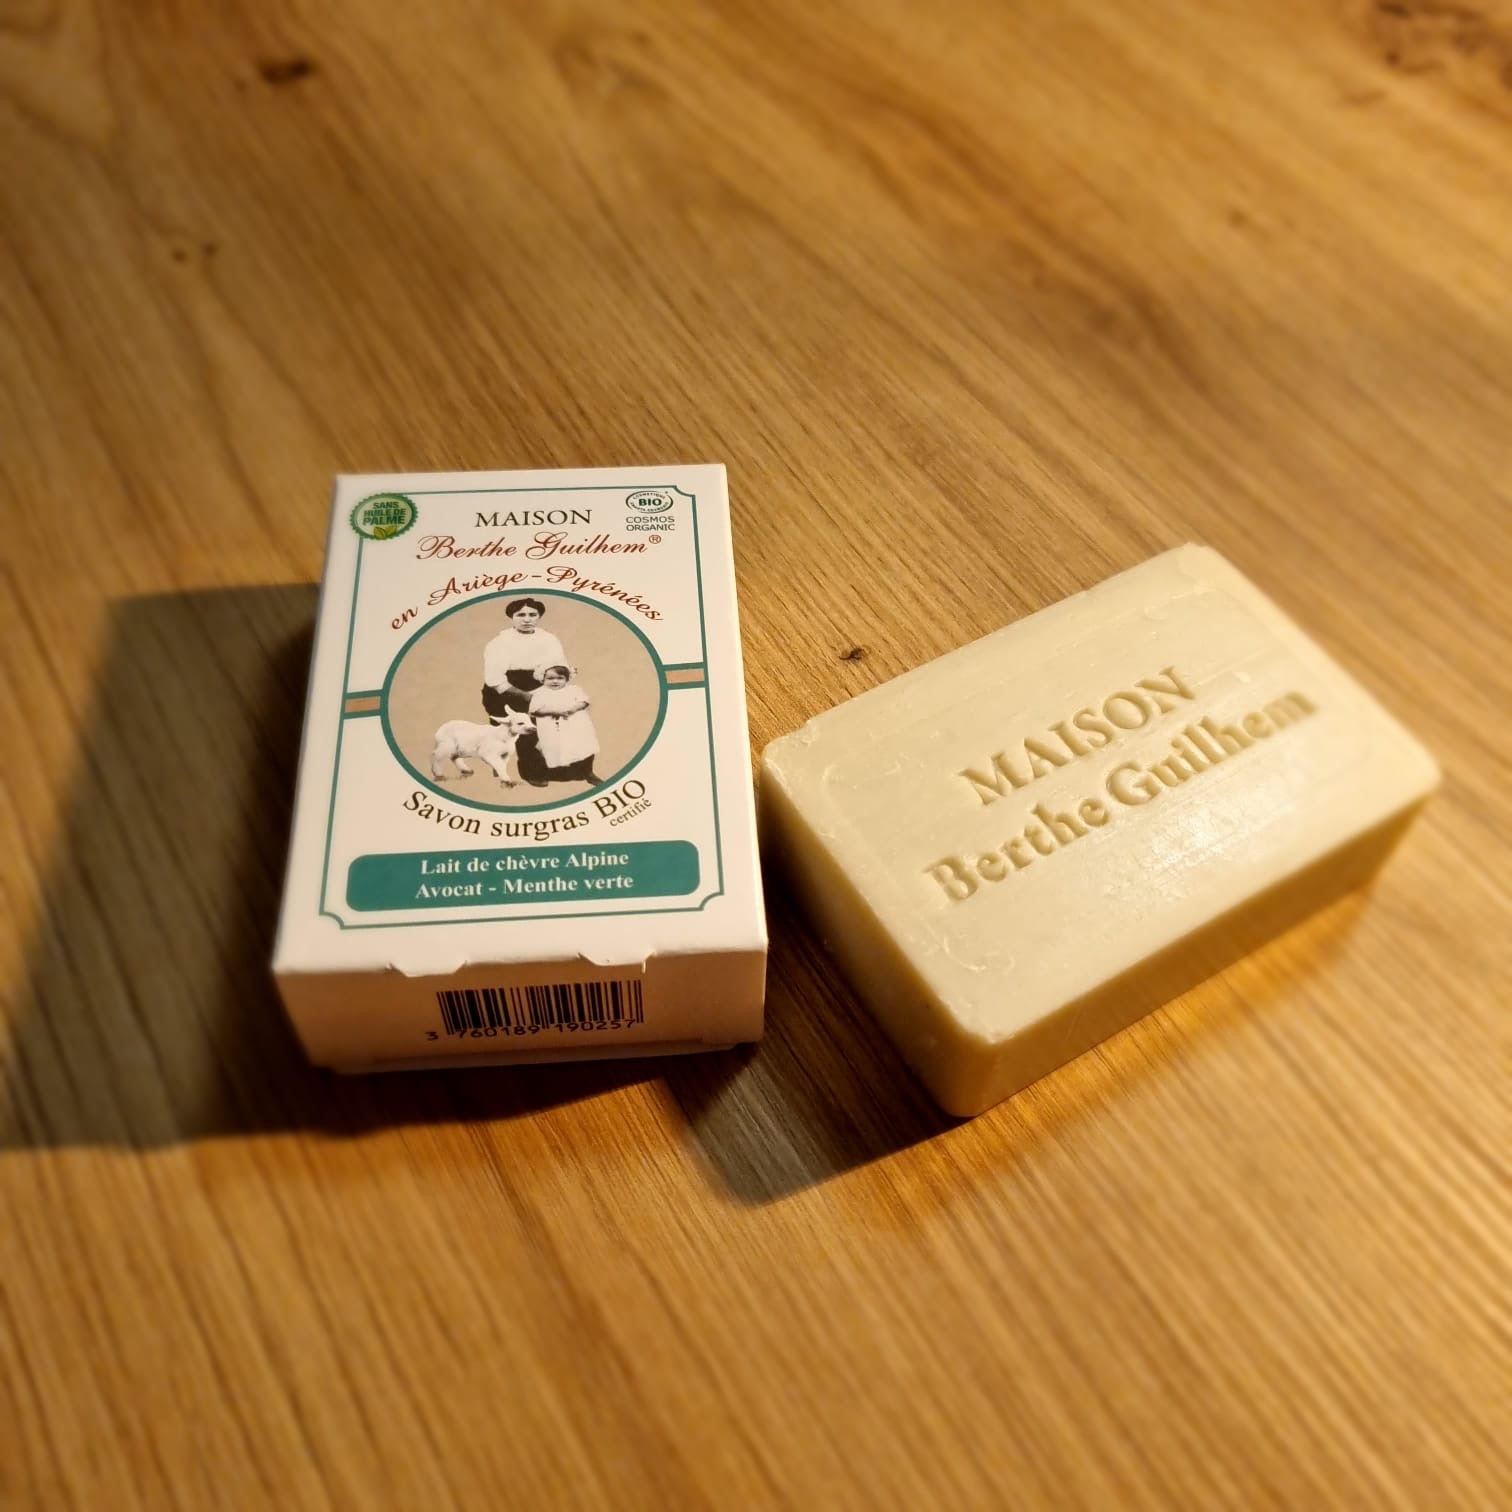 SANS
HUILE DE
PALME
COSMÉTIQUE
BIO
COSMOS
ORGANIC
MAISON
Berthe Guilhem®
en Ariège-Pyrénées
Savon surgras BIO
certifié
Lait de chèvre Alpine
Avocat - Menthe verte
3 760189 190257
MAISON
Berthe Guilhem